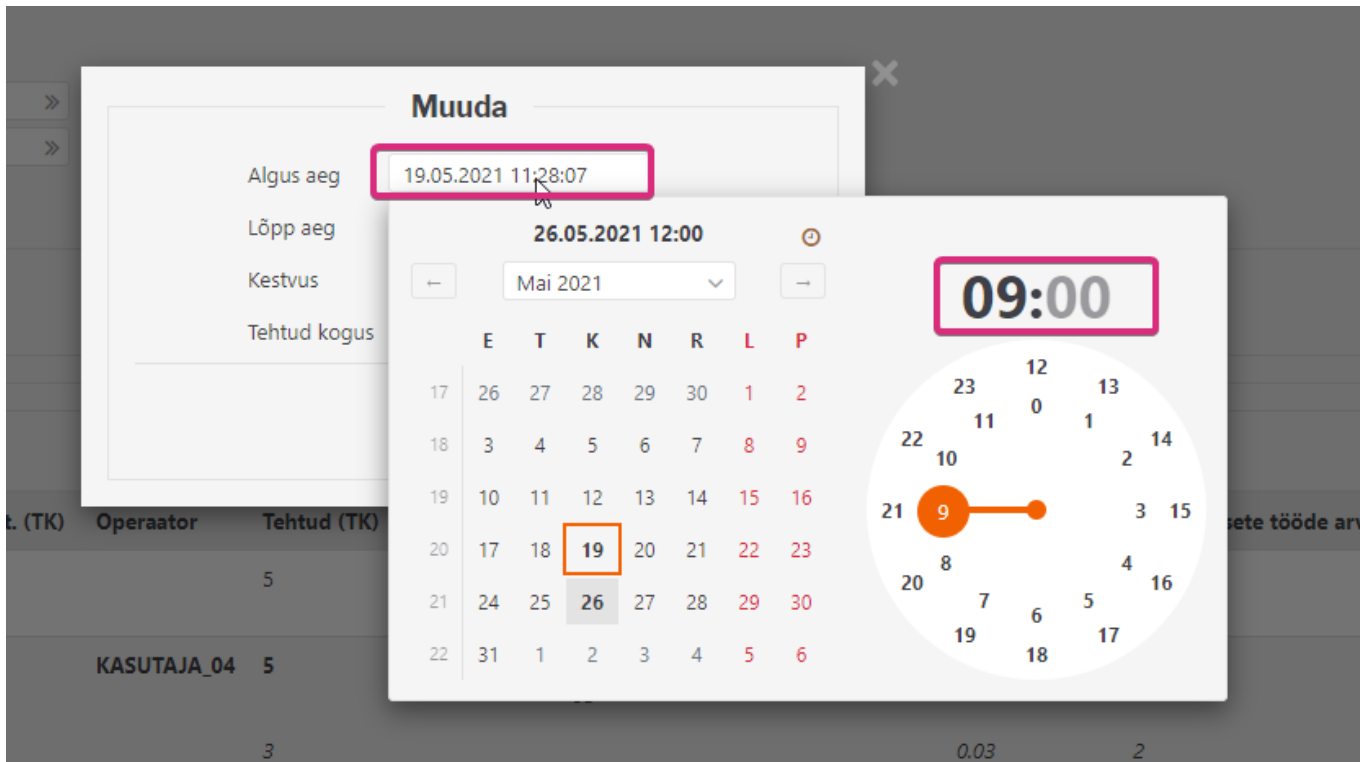 Muuda
Algus aeg 19.05.2021 11:28:07
Lõpp aeg
Kestvus
Tehtud kogus
26.05.2021 12:00
← Mai 2021 →
E T K N R L P
17 26 27 28 29 30 1 2
18 3 4 5 6 7 8 9
19 10 11 12 13 14 15 16
20 17 18 19 20 21 22 23
21 24 25 26 27 28 29 30
22 31 1 2 3 4 5 6
09:00
12
23 13
0
11 1
22 14
10 2
21 9 3 15
8 4
20 16
7 5
6
19 17
18
(TK) Operaator Tehtud (TK) tööde
5
KASUTAJA_04 5
3 0.03 2